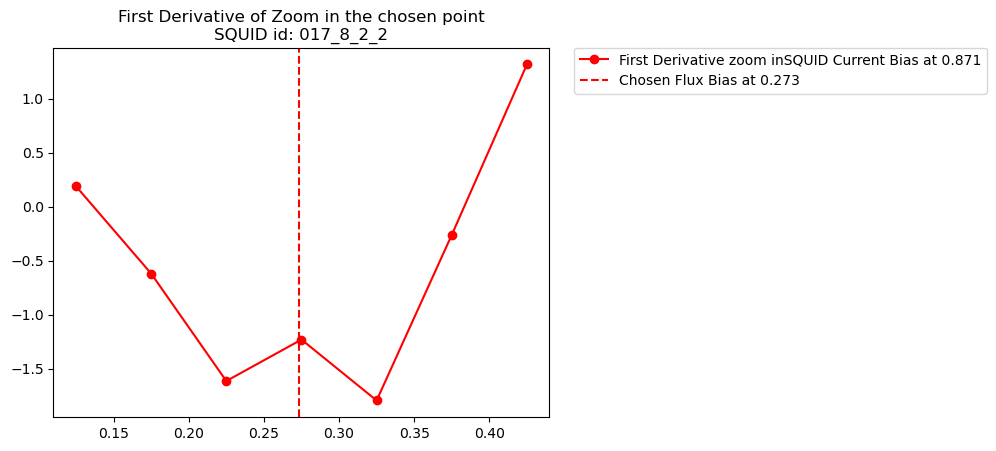 First Derivative of Zoom in the chosen point
SQUID id: 017_8_2_2
First Derivative zoom inSQUID Current Bias at 0.871
Chosen Flux Bias at 0.273
1.0
0.5
0.0
−0.5
−1.0
−1.5
0.15 0.20 0.25 0.30 0.35 0.40